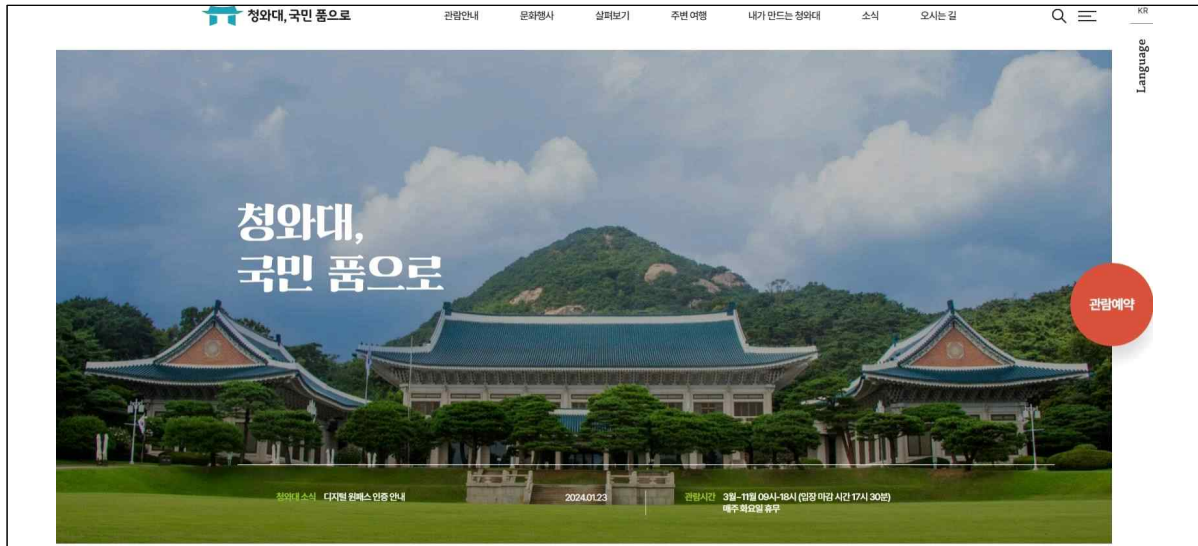 청와대, 국민 품으로
관람안내 문화행사 살펴보기 주변 여행 내가 만드는 청와대 소식 오시는 길
KR
Language
청와대,
국민 품으로
관람예약
청와대 소식 디지털 원패스 인증 안내 2024.01.23 관람시간 3월~11월 09시-18시 (입장 마감 시간 17시 30분)
매주 화요일 휴무